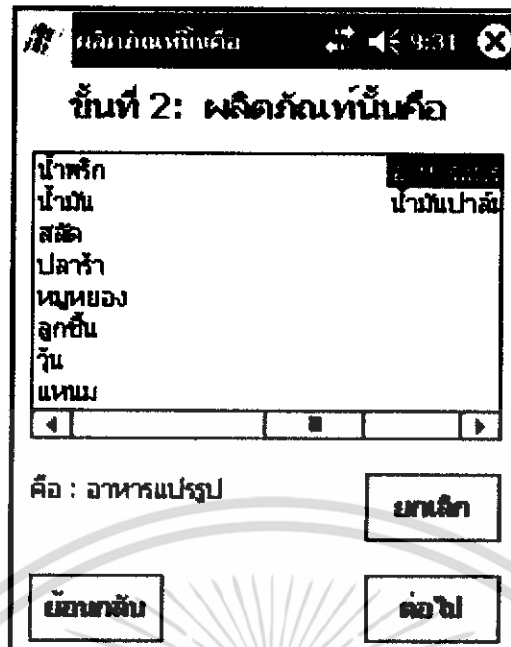 ผลิตภัณฑ์นั้นคือ 9:31
ขั้นที่ 2: ผลิตภัณฑ์นั้นคือ
น้ำพริก
น้ำมัน น้ำมันปาล์ม
สลัด
ปลาร้า
หมูหยอง
ลูกชิ้น
วุ้น
แหนม
คือ : อาหารแปรรูป
ยกเลิก
ย้อนกลับ ต่อไป